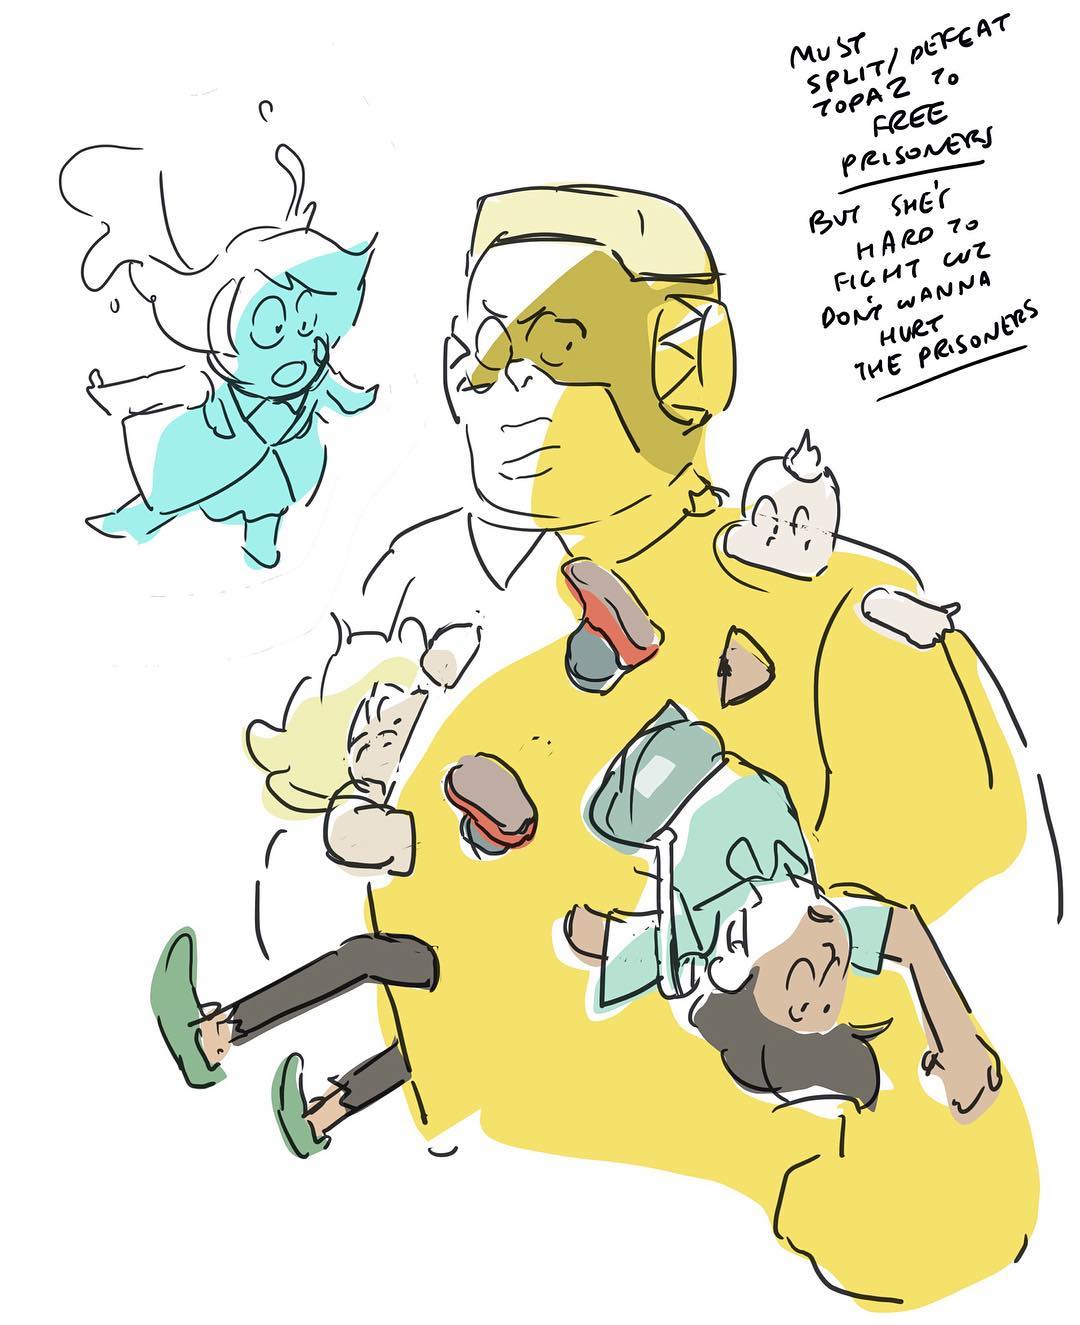 MUST
SPLIT/DEFEAT
TOPAZ TO
FREE
PRISONERS
BUT SHE'S
HARD TO
FIGHT CUZ
DON'T WANNA
HURT
THE PRISONERS